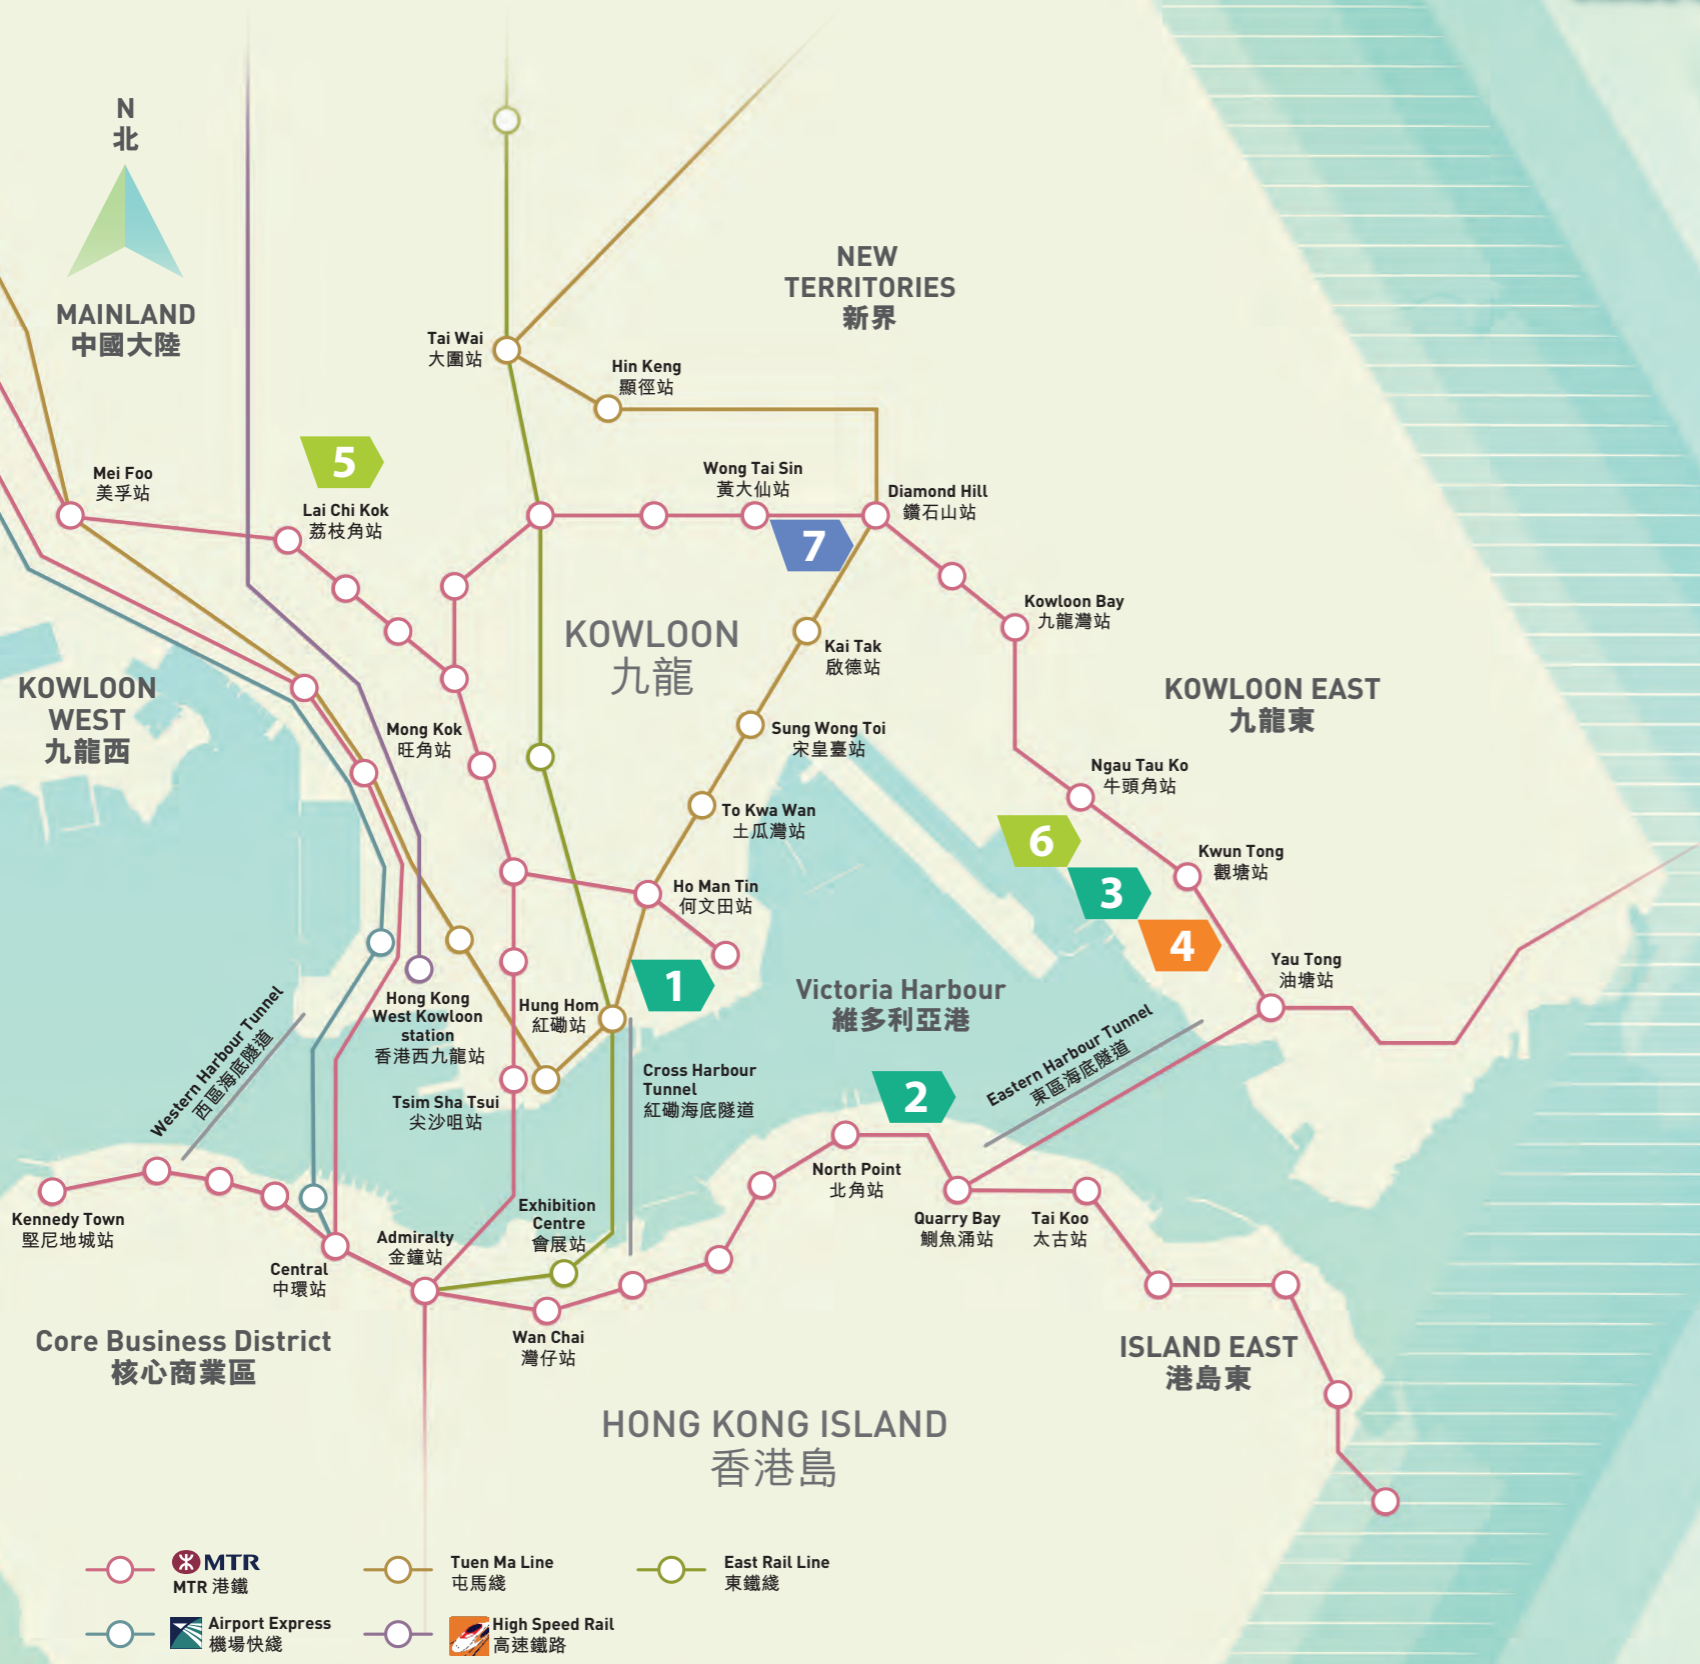 N
北
MAINLAND
中國大陸
NEW
TERRITORIES
新界
Tai Wai
大圍站
Hin Keng
顯徑站
5
Mei Foo
美孚站
Lai Chi Kok
荔枝角站
Wong Tai Sin
黃大仙站
Diamond Hill
鑽石山站
7
Kowloon Bay
九龍灣站
KOWLOON
九龍
Kai Tak
啟德站
KOWLOON
WEST
九龍西
KOWLOON EAST
九龍東
Mong Kok
旺角站
Sung Wong Toi
宋皇臺站
Ngau Tau Ko
牛頭角站
To Kwa Wan
土瓜灣站
6
Kwun Tong
觀塘站
3
Ho Man Tin
何文田站
4
Yau Tong
油塘站
1
Hong Kong
West Kowloon
station
香港西九龍站
Hung Hom
紅磡站
Victoria Harbour
維多利亞港
Western Harbour Tunnel
西區海底隧道
Eastern Harbour Tunnel
東區海底隧道
Cross Harbour
Tunnel
紅磡海底隧道
Tsim Sha Tsui
尖沙咀站
2
North Point
北角站
Kennedy Town
堅尼地城站
Exhibition
Centre
會展站
Quarry Bay
鰂魚涌站
Tai Koo
太古站
Admiralty
金鐘站
Central
中環站
Wan Chai
灣仔站
Core Business District
核心商業區
ISLAND EAST
港島東
HONG KONG ISLAND
香港島
MTR
MTR 港鐵
Tuen Ma Line
屯馬綫
East Rail Line
東鐵綫
Airport Express
機場快綫
High Speed Rail
高速鐵路